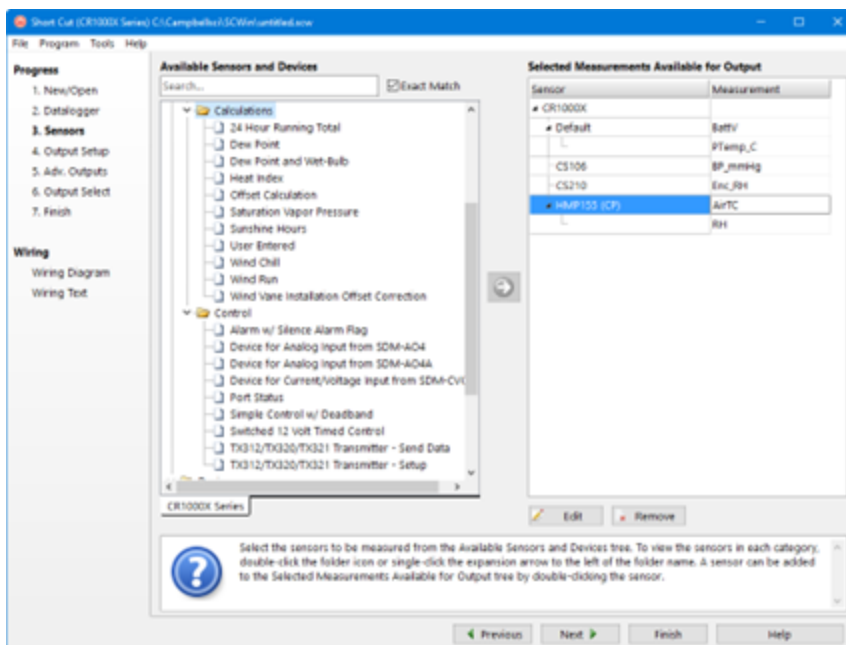 Short Cut (CR1000X Series) C:\Campbellsci\SCWin\untitled.scw
File Program Tools Help
Progress
1. New/Open
2. Datalogger
3. Sensors
4. Output Setup
5. Adv. Outputs
6. Output Select
7. Finish
Wiring
Wiring Diagram
Wiring Text
Available Sensors and Devices
Search...
Exact Match
Calculations
24 Hour Running Total
Dew Point
Dew Point and Wet-Bulb
Heat Index
Offset Calculation
Saturation Vapor Pressure
Sunshine Hours
User Entered
Wind Chill
Wind Run
Wind Vane Installation Offset Correction
Control
Alarm w/ Silence Alarm Flag
Device for Analog Input from SDM-AO4
Device for Analog Input from SDM-AO4A
Device for Current/Voltage Input from SDM-CVO
Port Status
Simple Control w/ Deadband
Switched 12 Volt Timed Control
TX312/TX320/TX321 Transmitter - Send Data
TX312/TX320/TX321 Transmitter - Setup
CR1000X Series
Selected Measurements Available for Output
Sensor Measurement
CR1000X
Default BattV
PTemp_C
CS106 BP_mmHg
CS210 Enc_RH
HMP155 (CP) AirTC
RH
Edit Remove
Select the sensors to be measured from the Available Sensors and Devices tree. To view the sensors in each category,
double-click the folder icon or single-click the expansion arrow to the left of the folder name. A sensor can be added
to the Selected Measurements Available for Output tree by double-clicking the sensor.
Previous Next Finish Help